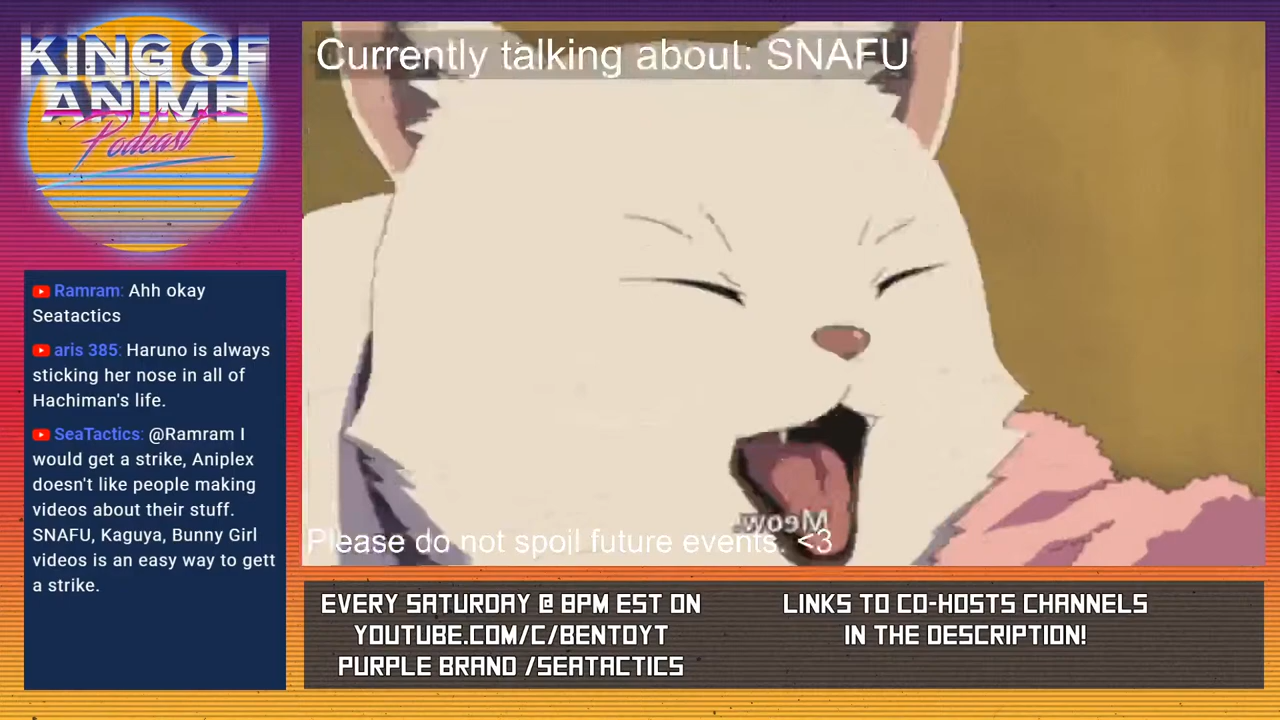 KING OF
ANIME
Podcast
Currently talking about: SNAFU
Ramram: Ahh okay
Seatactics
aris 385: Haruno is always
sticking her nose in all of
Hachiman's life.
SeaTactics: @Ramram I
would get a strike, Aniplex
doesn't like people making
videos about their stuff.
SNAFU, Kaguya, Bunny Girl
videos is an easy way to gett
a strike.
Meow.
Please do not spoil future events. <3
EVERY SATURDAY @ 8PM EST ON
YOUTUBE.COM/C/BENTOYT
PURPLE BRAND /SEATACTICS
LINKS TO CO-HOSTS CHANNELS
IN THE DESCRIPTION!